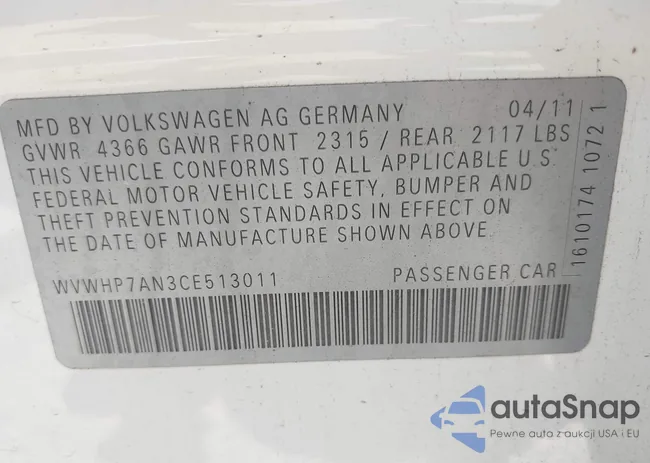 MFD BY VOLKSWAGEN AG GERMANY 04/11
GVWR 4366 GAWR FRONT 2315 / REAR 2117 LBS
THIS VEHICLE CONFORMS TO ALL APPLICABLE U.S.
FEDERAL MOTOR VEHICLE SAFETY, BUMPER AND
THEFT PREVENTION STANDARDS IN EFFECT ON
THE DATE OF MANUFACTURE SHOWN ABOVE.
WVWHP7AN3CE513011 PASSENGER CAR
1610174 1072 1
autoSnap
Pewne auta z aukcji USA i EU